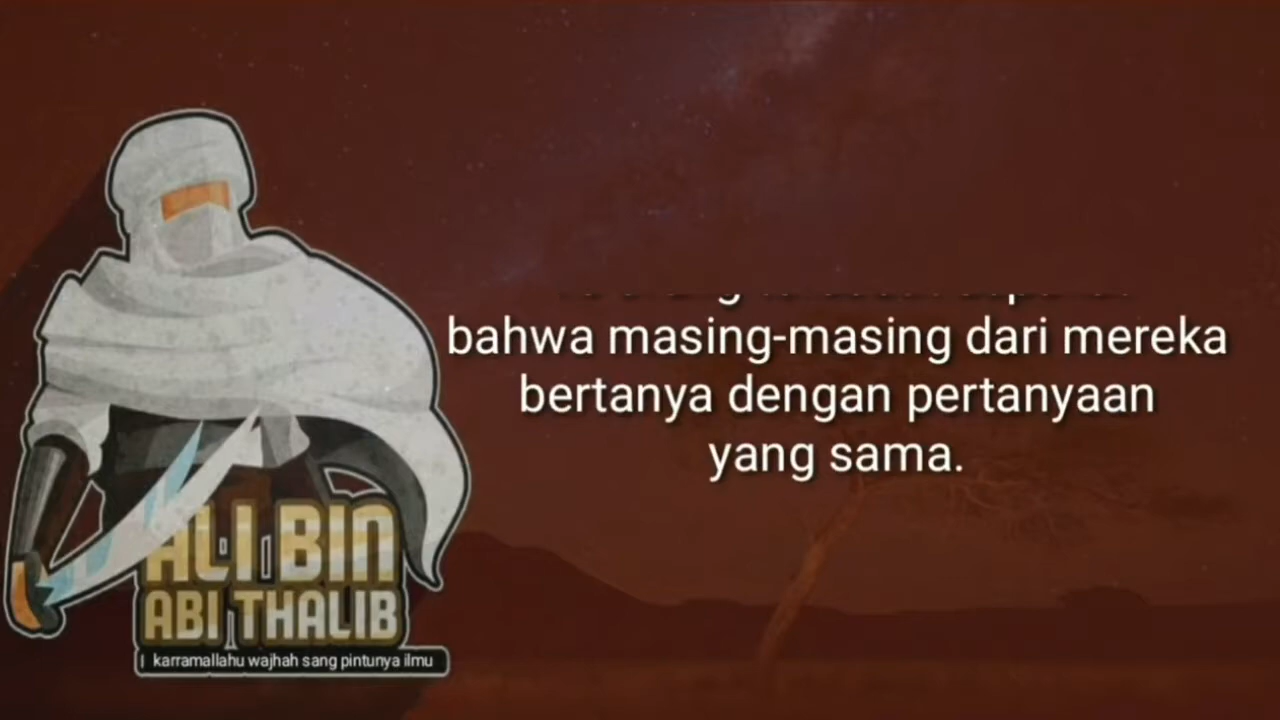 bahwa masing-masing dari mereka
bertanya dengan pertanyaan
yang sama.
ALI BIN
ABI THALIB
karramallahu wajhah sang pintunya ilmu